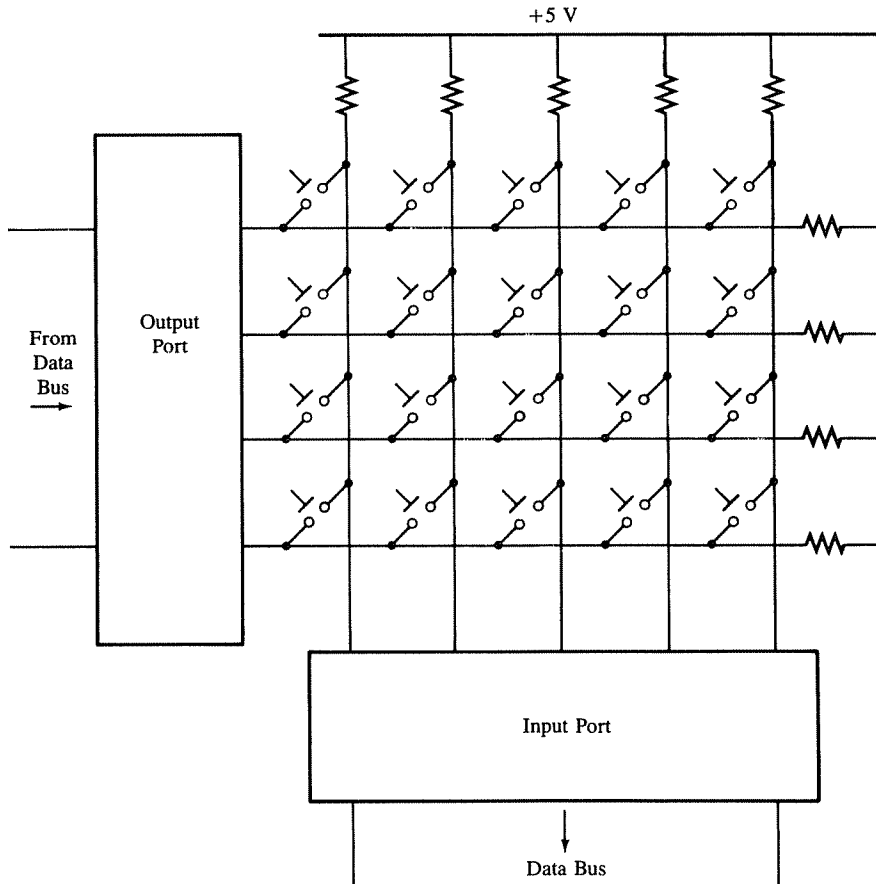 +5 V
Output
Port
From
Data
Bus
Input Port
Data Bus